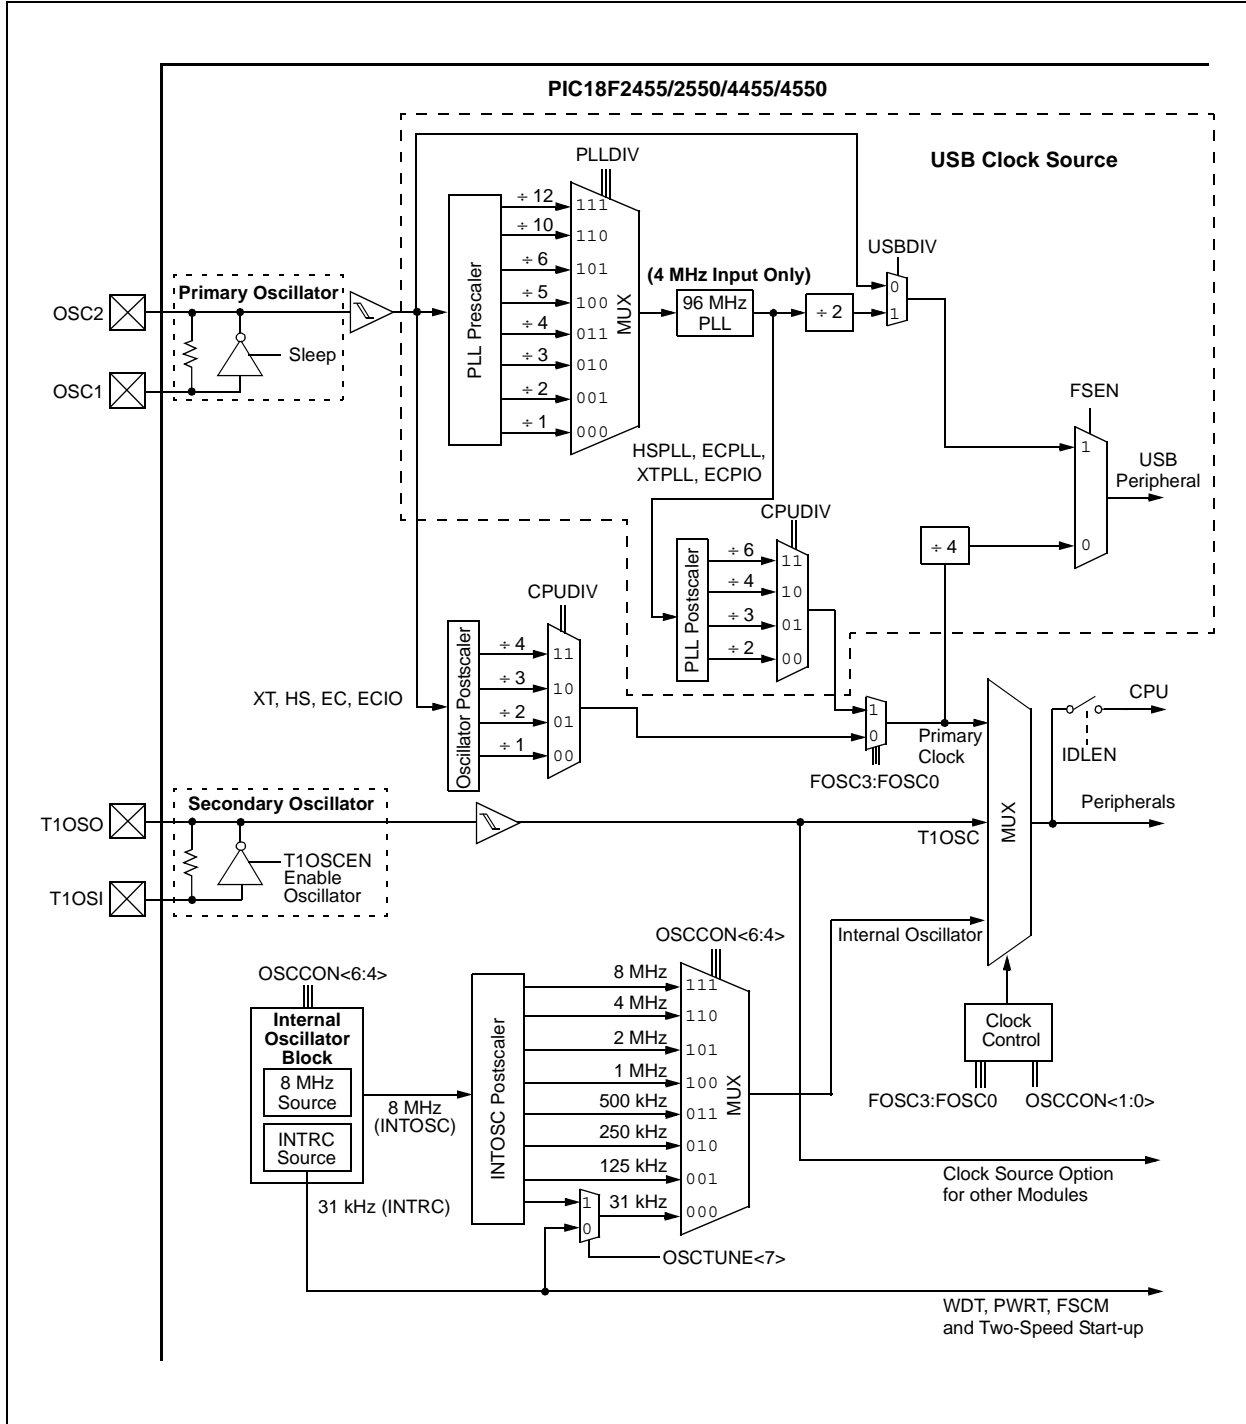 PIC18F2455/2550/4455/4550
USB Clock Source
PLLDIV
PLL Prescaler
÷ 12
÷ 10
÷ 6
÷ 5
÷ 4
÷ 3
÷ 2
÷ 1
111
110
101
100
011
010
001
000
MUX
(4 MHz Input Only)
96 MHz
PLL
÷ 2
USBDIV
0
1
FSEN
1
0
USB
Peripheral
Primary Oscillator
OSC2
OSC1
Sleep
HSPLL, ECPLL,
XTPLL, ECPIO
CPUDIV
PLL Postscaler
÷ 6
÷ 4
÷ 3
÷ 2
11
10
01
00
÷ 4
CPUDIV
Oscillator Postscaler
÷ 4
÷ 3
÷ 2
÷ 1
11
10
01
00
XT, HS, EC, ECIO
1
0
FOSC3:FOSC0
Primary
Clock
MUX
CPU
IDLEN
Peripherals
Secondary Oscillator
T1OSO
T1OSI
T1OSCEN
Enable
Oscillator
T1OSC
Internal Oscillator
OSCCON<6:4>
OSCCON<6:4>
Internal
Oscillator
Block
8 MHz
Source
INTRC
Source
8 MHz
(INTOSC)
31 kHz (INTRC)
INTOSC Postscaler
8 MHz
4 MHz
2 MHz
1 MHz
500 kHz
250 kHz
125 kHz
1
0
31 kHz
111
110
101
100
011
010
001
000
MUX
OSCTUNE<7>
Clock
Control
FOSC3:FOSC0
OSCCON<1:0>
Clock Source Option
for other Modules
WDT, PWRT, FSCM
and Two-Speed Start-up